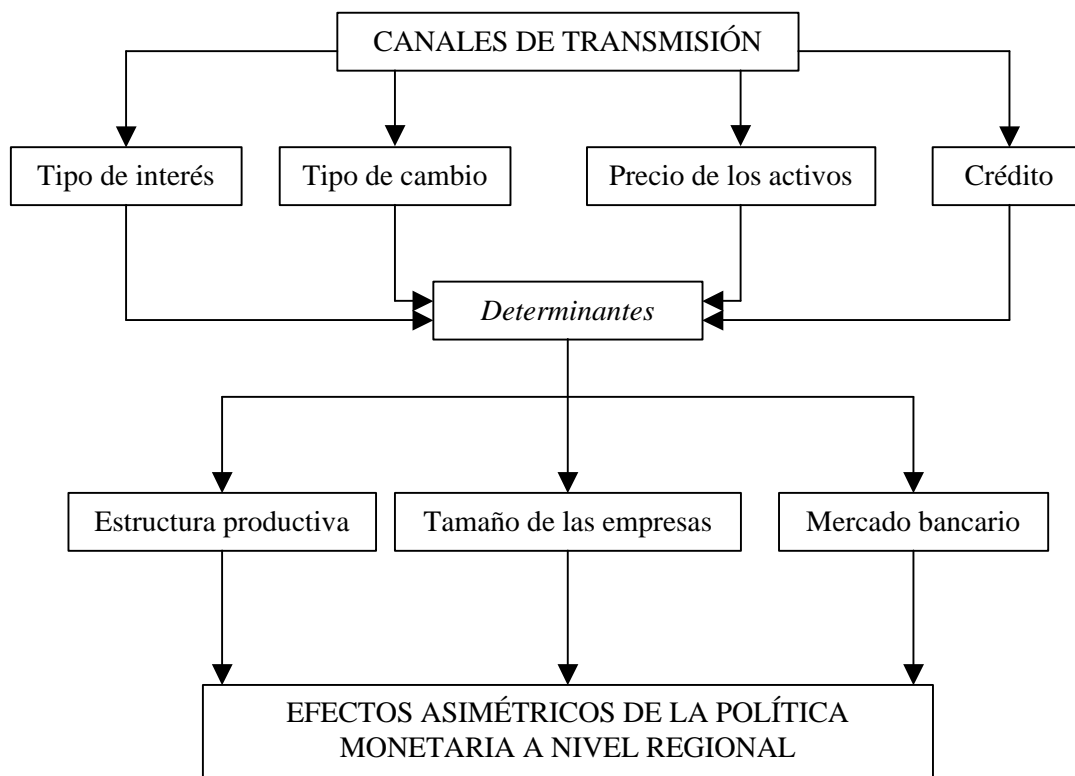 CANALES DE TRANSMISIÓN
Tipo de interés
Tipo de cambio
Precio de los activos
Crédito
Determinantes
Estructura productiva
Tamaño de las empresas
Mercado bancario
EFECTOS ASIMÉTRICOS DE LA POLÍTICA
MONETARIA A NIVEL REGIONAL